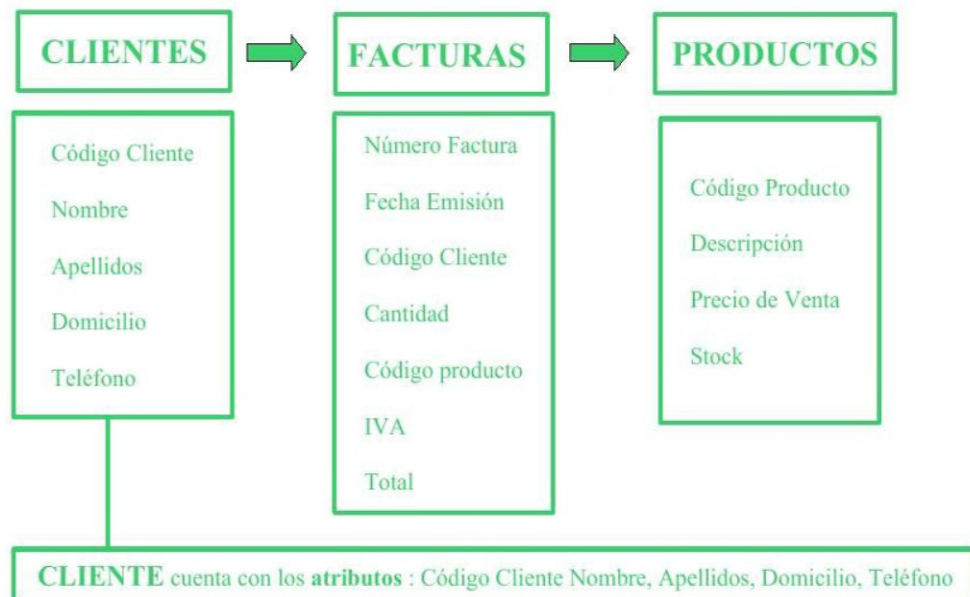 CLIENTES
FACTURAS
PRODUCTOS
Código Cliente
Nombre
Apellidos
Domicilio
Teléfono
Número Factura
Fecha Emisión
Código Cliente
Cantidad
Código producto
IVA
Total
Código Producto
Descripción
Precio de Venta
Stock
CLIENTE cuenta con los atributos : Código Cliente Nombre, Apellidos, Domicilio, Teléfono